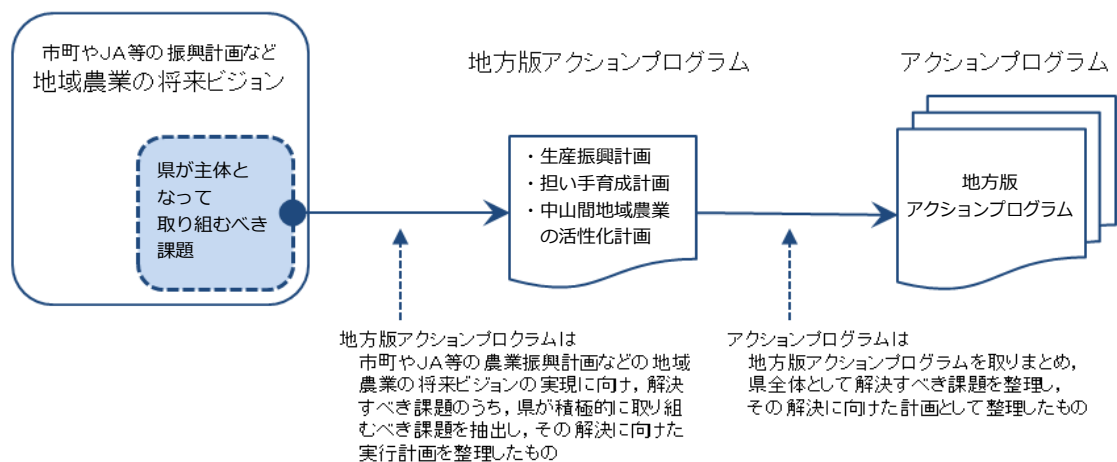 市町やJA等の振興計画など
地域農業の将来ビジョン
県が主体と
なって
取り組むべき
課題
地方版アクションプログラム
・生産振興計画
・担い手育成計画
・中山間地域農業
の活性化計画
アクションプログラム
地方版
アクションプログラム
地方版アクションプロクラムは
市町やJA等の農業振興計画などの地域
農業の将来ビジョンの実現に向け，解決
すべき課題のうち，県が積極的に取り組
むべき課題を抽出し，その解決に向けた
実行計画を整理したもの
アクションプログラムは
地方版アクションプログラムを取りまとめ，
県全体として解決すべき課題を整理し，
その解決に向けた計画として整理したもの